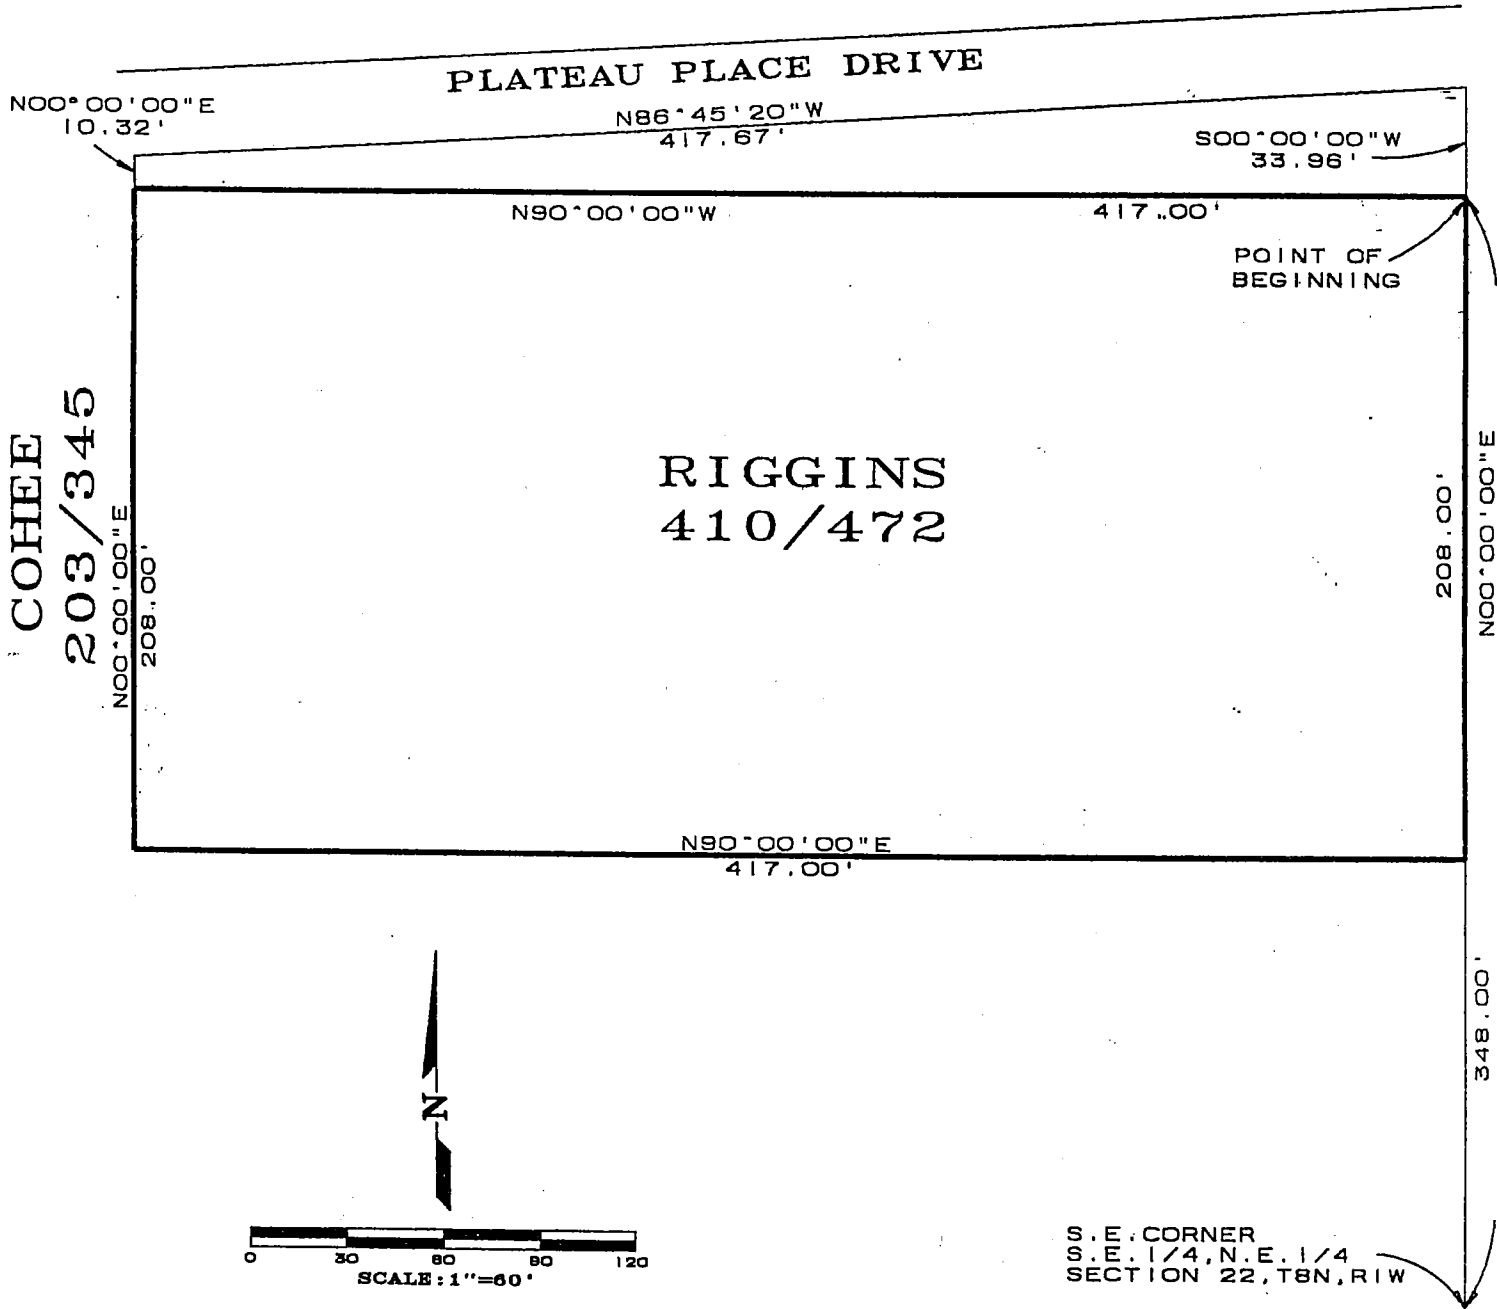 PLATEAU PLACE DRIVE
N00°00'00"E
10.32'
N86°45'20"W
417.67'
S00°00'00"W
33.96'
N90°00'00"W
417.00'
POINT OF
BEGINNING
COHEE
203/345
N00°00'00"E
208.00'
RIGGINS
410/472
208.00'
N00°00'00"E
N90°00'00"E
417.00'
348.00'
N
0 30 60 90 120
SCALE: 1"=60'
S.E. CORNER
S.E. 1/4, N.E. 1/4
SECTION 22, T8N, R1W